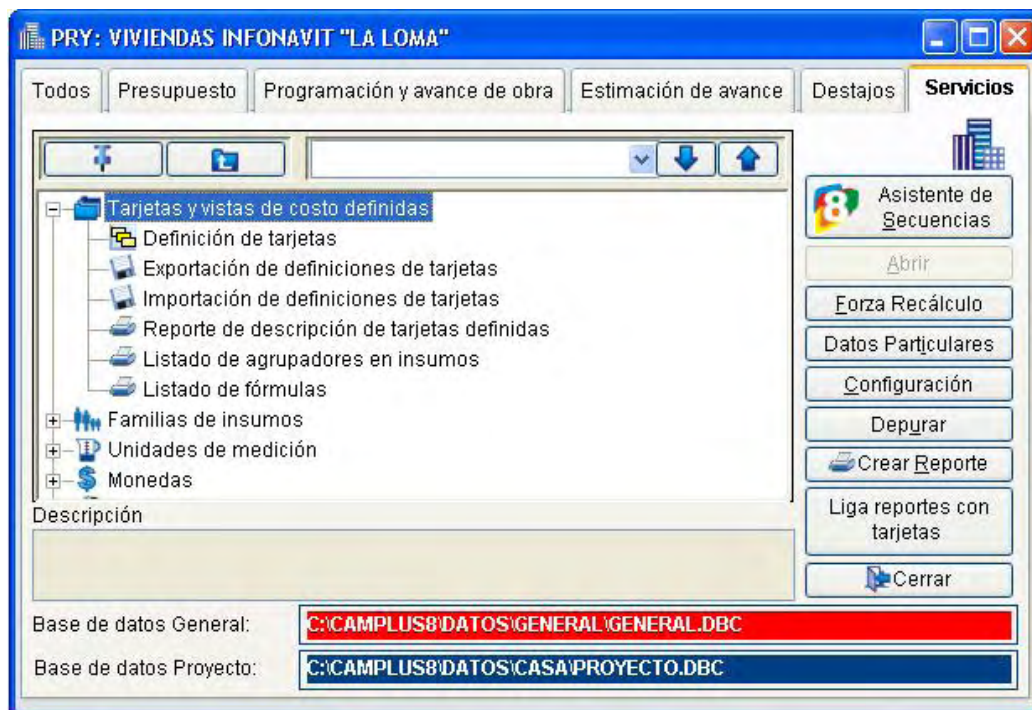 PRY: VIVIENDAS INFONAVIT "LA LOMA"
Todos
Presupuesto
Programación y avance de obra
Estimación de avance
Destajos
Servicios
Tarjetas y vistas de costo definidas
Definición de tarjetas
Exportación de definiciones de tarjetas
Importación de definiciones de tarjetas
Reporte de descripción de tarjetas definidas
Listado de agrupadores en insumos
Listado de fórmulas
Familias de insumos
Unidades de medición
Monedas
8
Asistente de
Secuencias
Abrir
Forza Recálculo
Datos Particulares
Configuración
Depurar
Crear Reporte
Liga reportes con
tarjetas
Cerrar
Descripción
Base de datos General:
C:\CAMPLUS8\DATOS\GENERAL\GENERAL.DBC
Base de datos Proyecto:
C:\CAMPLUS8\DATOS\CASA\PROYECTO.DBC